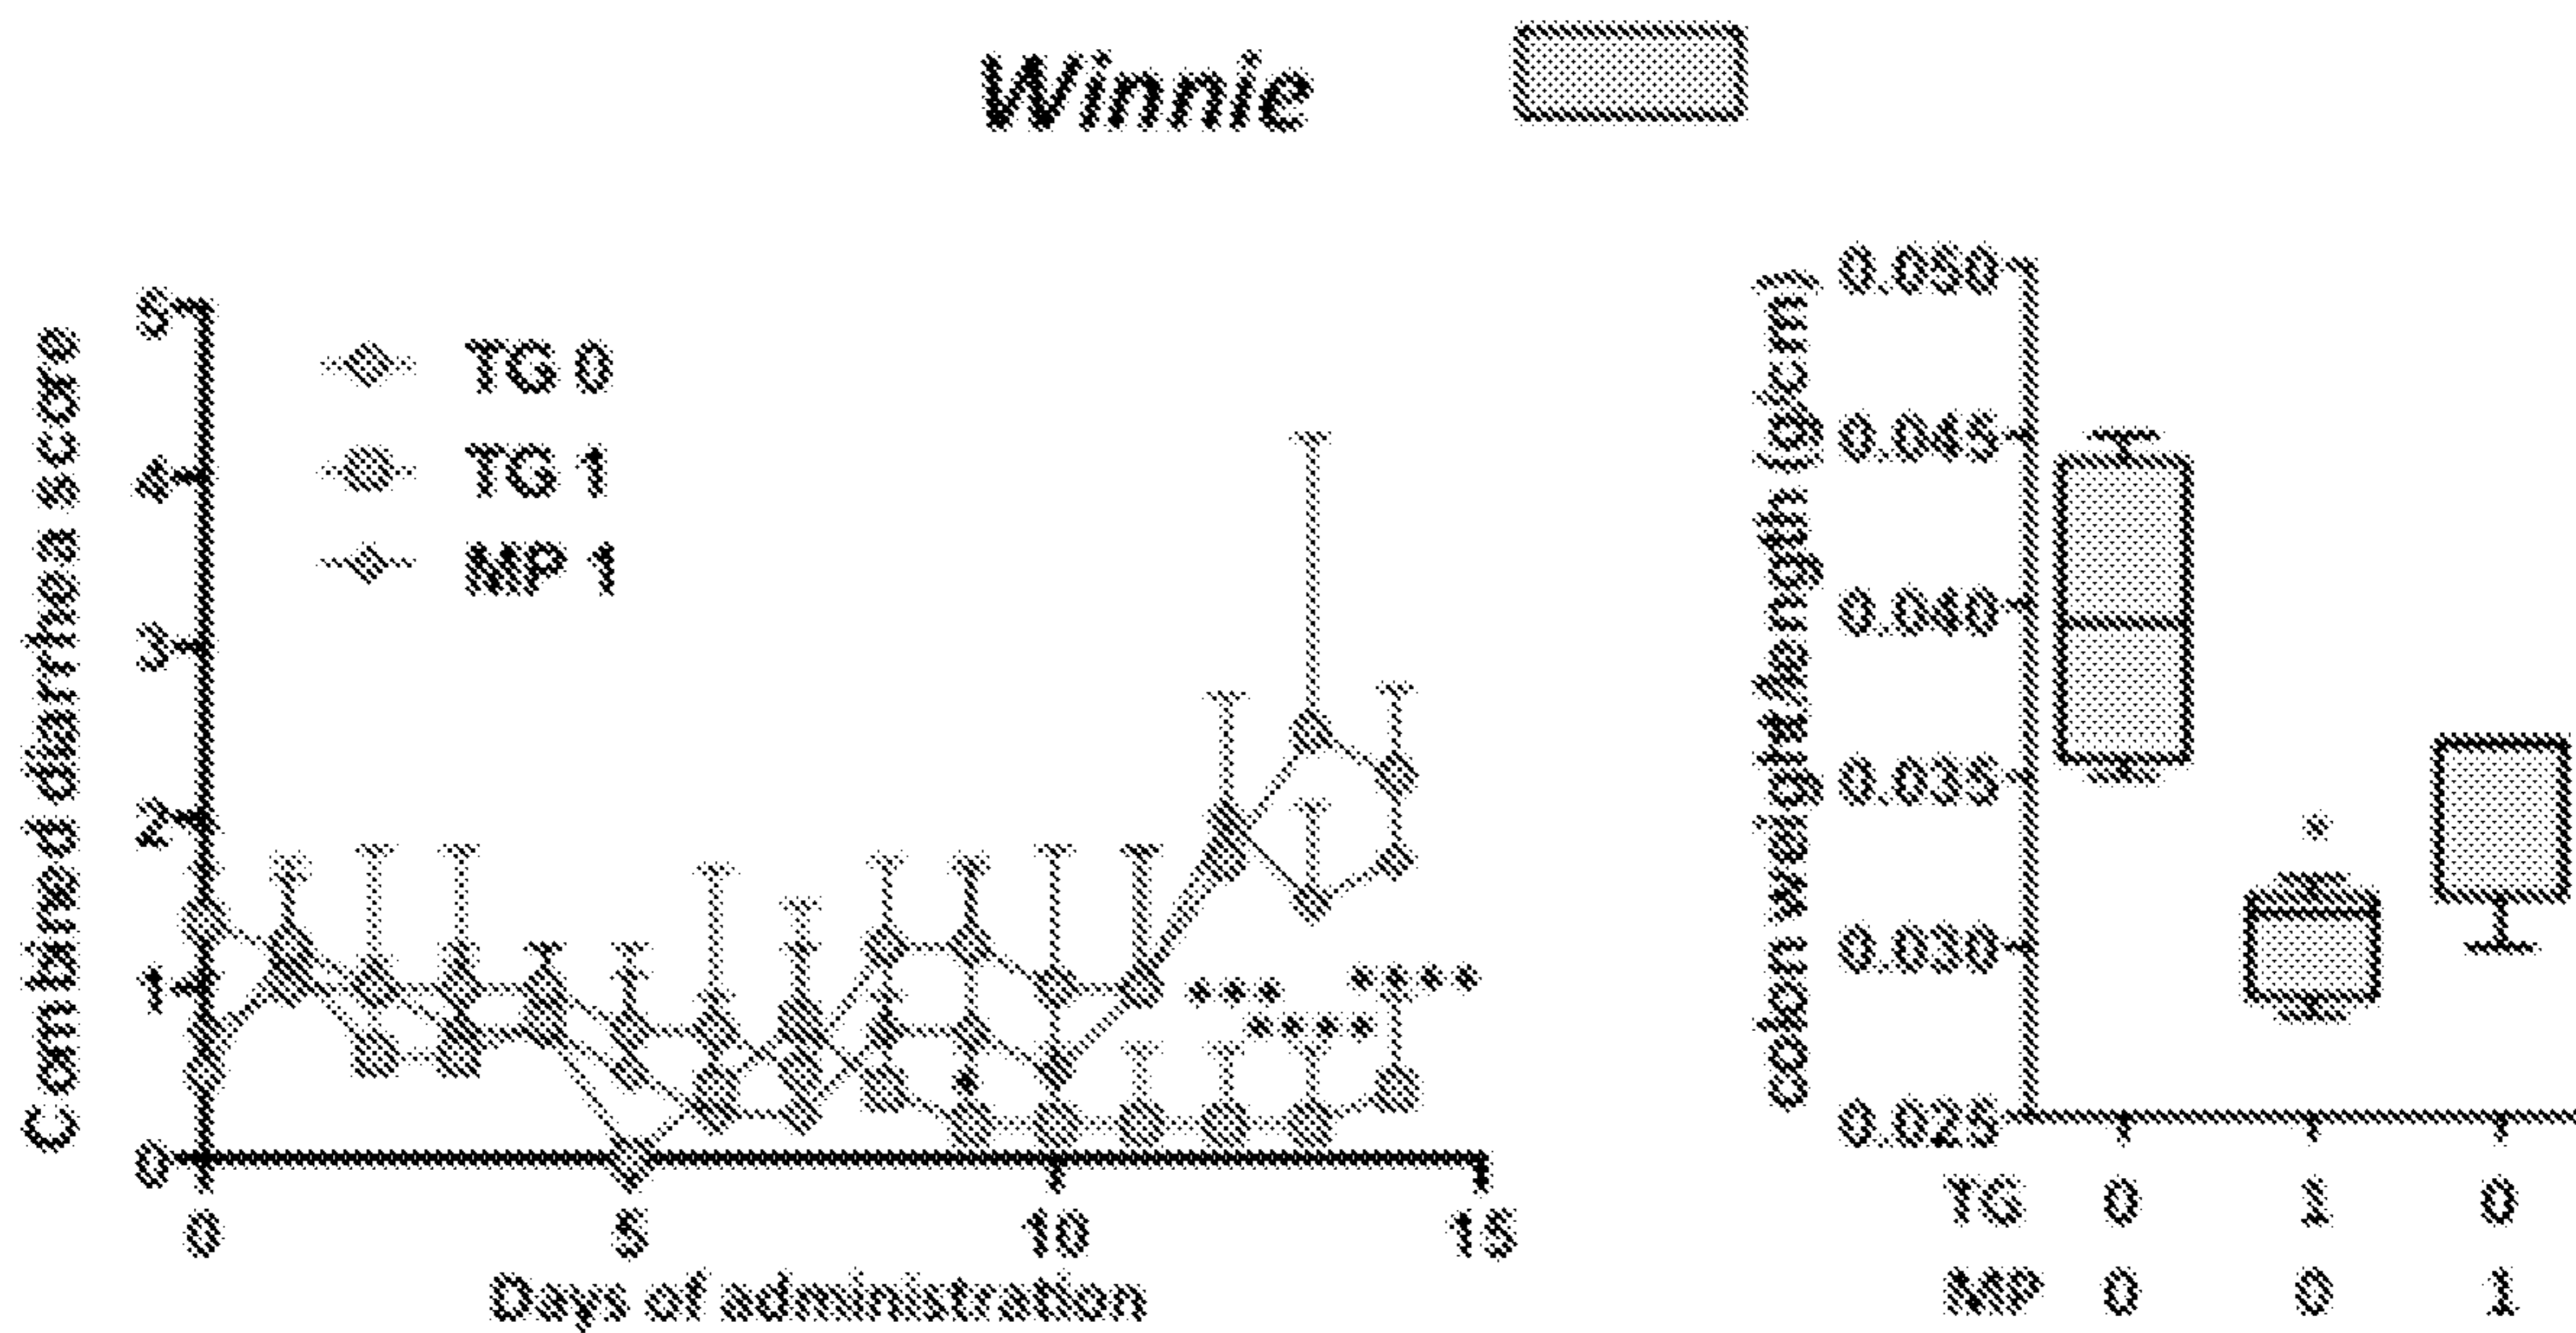 Winnie
Combined diarrhea score
5
4
3
2
1
0
TG 0
TG 1
MP 1
*
***
****
****
0 5 10 15
Days of administration
colon weight/length (g/cm)
0.050
0.045
0.040
0.035
0.030
0.025
*
TG 0 1 0
MP 0 0 1